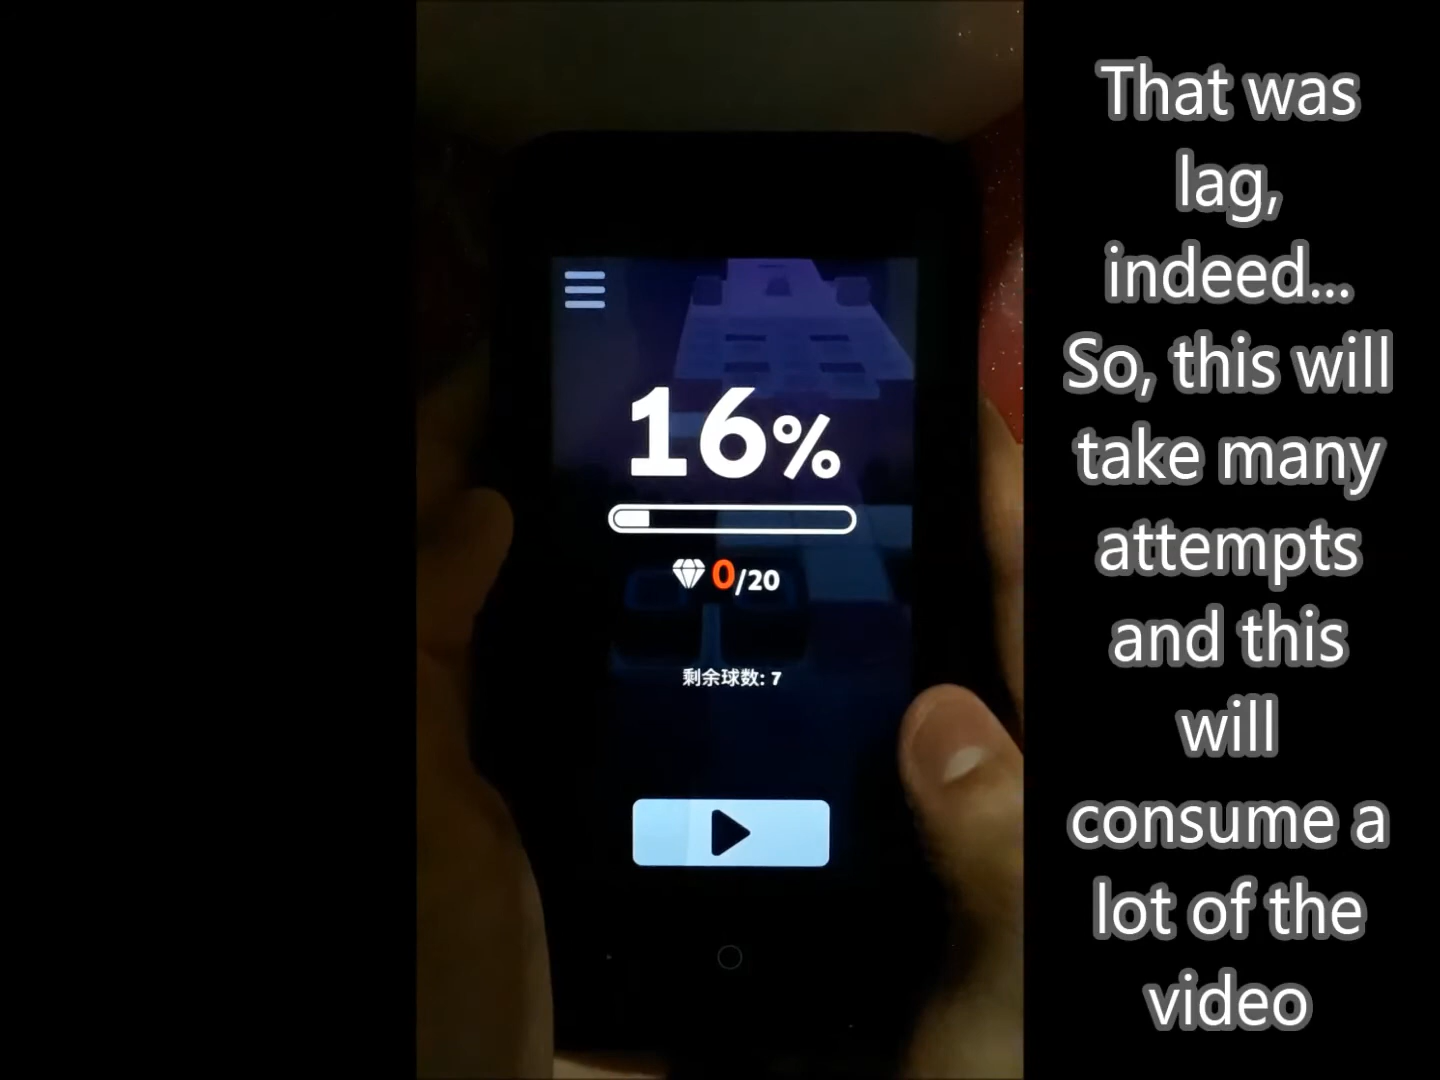 16%
0/20
剩余球数: 7
That was
lag,
indeed...
So, this will
take many
attempts
and this
will
consume a
lot of the
video